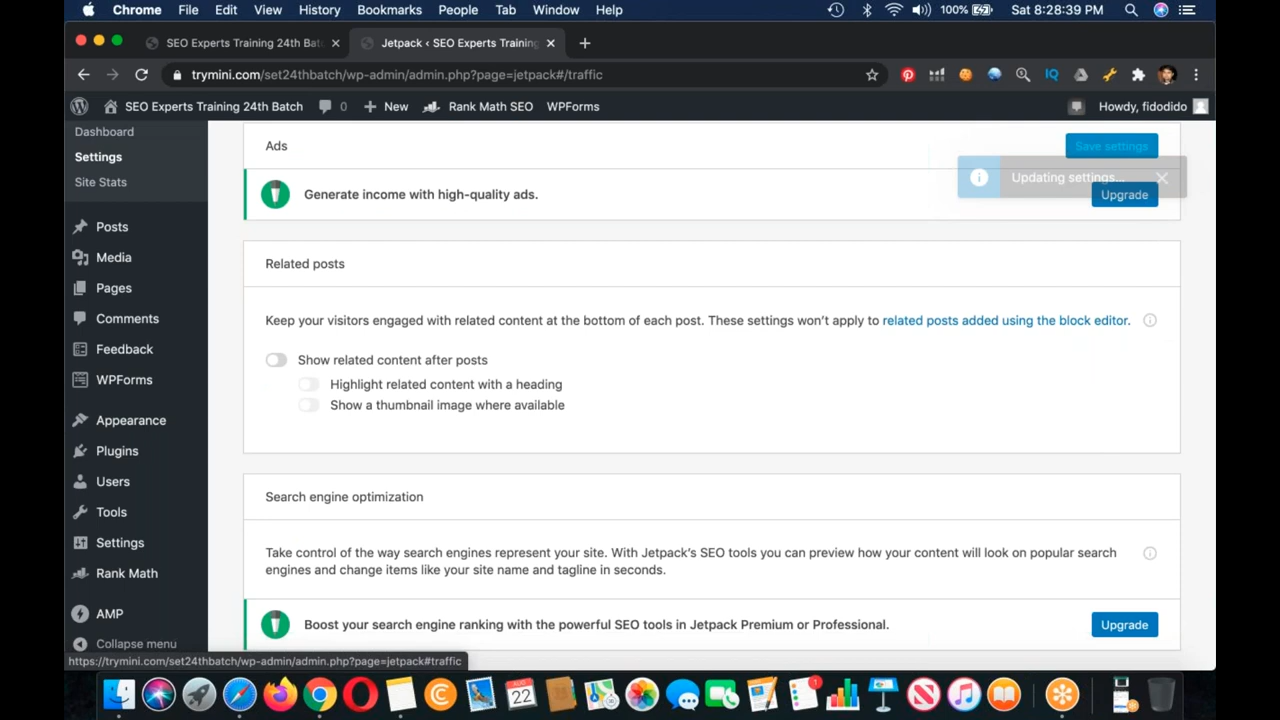 Chrome File Edit View History Bookmarks People Tab Window Help 100% Sat 8:28:39 PM
SEO Experts Training 24th Bat
Jetpack ‹ SEO Experts Training
trymini.com/set24thbatch/wp-admin/admin.php?page=jetpack#/traffic
IQ
SEO Experts Training 24th Batch 0 New Rank Math SEO WPForms Howdy, fidodido
Dashboard
Settings
Site Stats
Posts
Media
Pages
Comments
Feedback
WPForms
Appearance
Plugins
Users
Tools
Settings
Rank Math
AMP
Collapse menu
Ads
Save settings
Updating settings...
Generate income with high-quality ads.
Upgrade
Related posts
Keep your visitors engaged with related content at the bottom of each post. These settings won't apply to related posts added using the block editor.
Show related content after posts
Highlight related content with a heading
Show a thumbnail image where available
Search engine optimization
Take control of the way search engines represent your site. With Jetpack's SEO tools you can preview how your content will look on popular search
engines and change items like your site name and tagline in seconds.
Boost your search engine ranking with the powerful SEO tools in Jetpack Premium or Professional.
Upgrade
https://trymini.com/set24thbatch/wp-admin/admin.php?page=jetpack#traffic
22
1